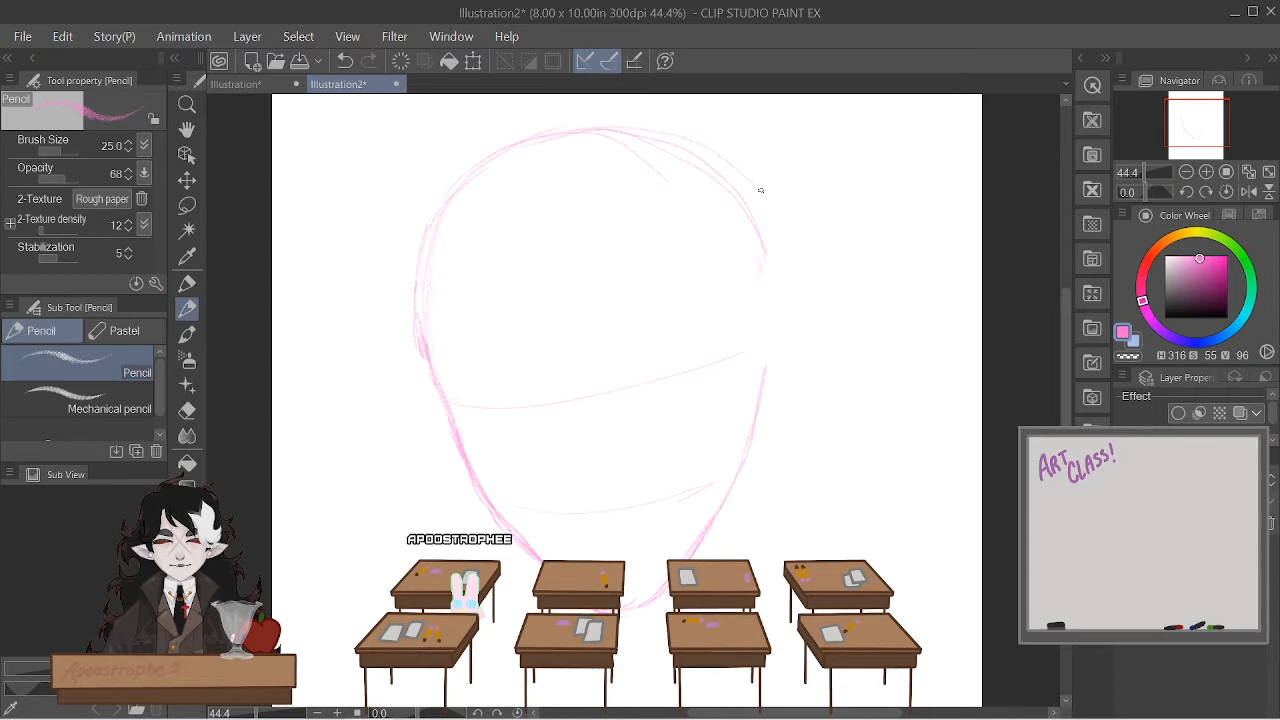 Illustration2* (8.00 x 10.00in 300dpi 44.4%) - CLIP STUDIO PAINT EX
File Edit Story(P) Animation Layer Select View Filter Window Help
Illustration* Illustration2*
Tool property [Pencil]
Pencil
Brush Size 25.0
Opacity 68
2-Texture Rough paper
2-Texture density 12
Stabilization 5
Sub Tool [Pencil]
Pencil Pastel
Pencil
Mechanical pencil
Sub View
Navigator
44.4
0.0
Color Wheel
H 316 S 55 V 96
Layer Proper
Effect
ART
CLASS!
APOOSTROPHEE
Apoostrophe's
44.4 0.0